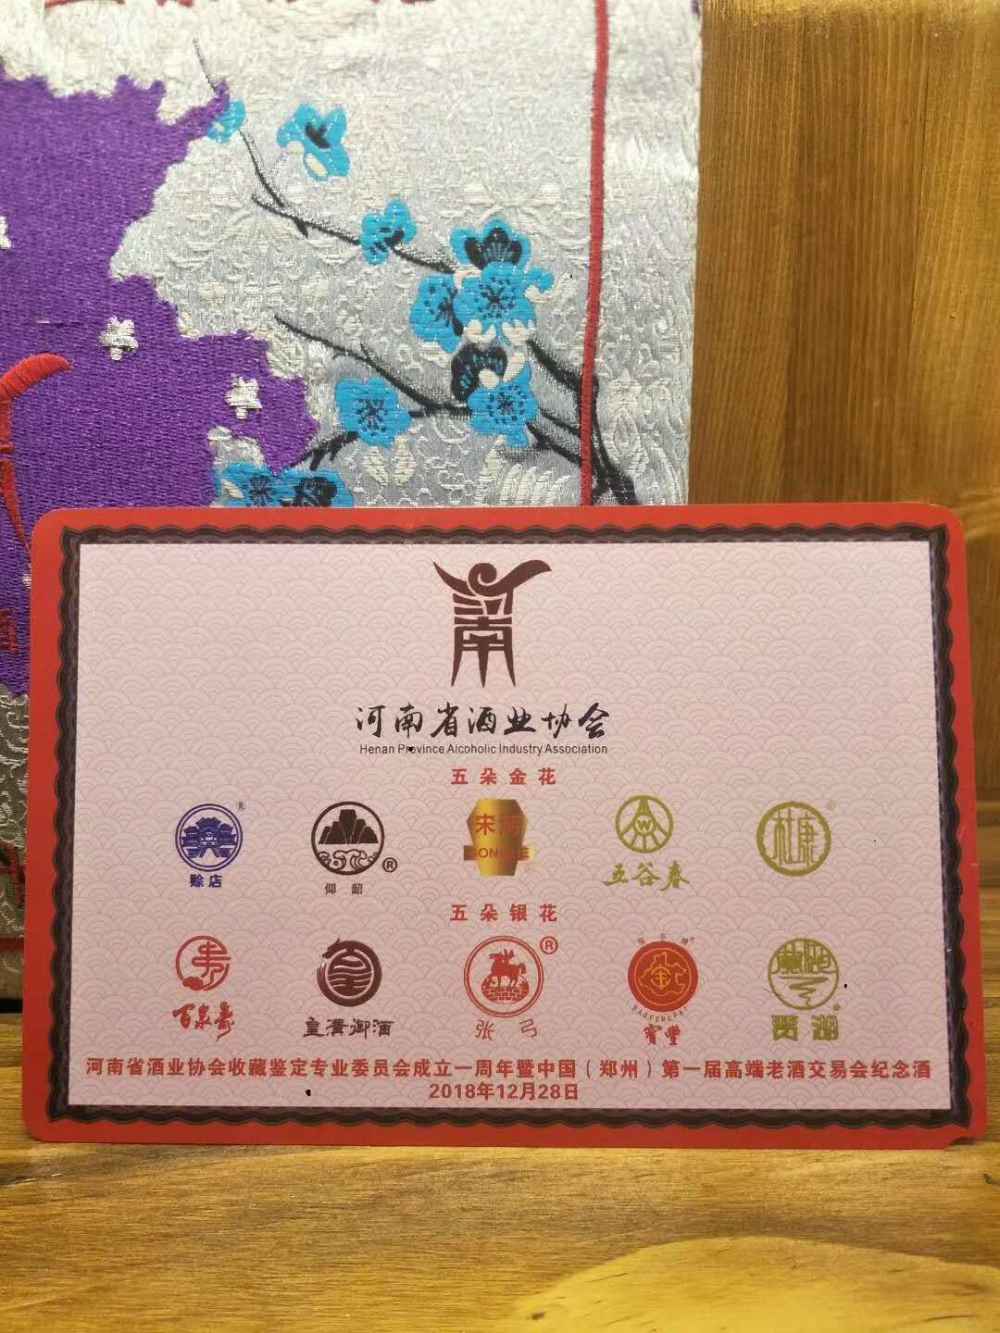 河南省酒业协会
Henan Province Alcoholic Industry Association
五朵金花
赊店 ®
仰韶 ®
宋河
五谷春
杜康
五朵银花
百泉春
皇沟御酒
张弓 ®
宝丰
贾湖
河南省酒业协会收藏鉴定专业委员会成立一周年暨中国（郑州）第一届高端老酒交易会纪念酒
2018年12月28日